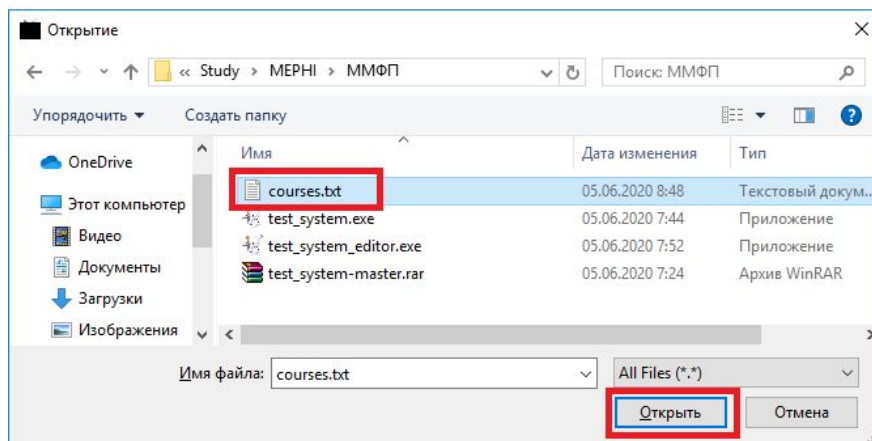 Открытие
« Study > MEPHI > ММФП
Поиск: ММФП
Упорядочить Создать папку
Имя Дата изменения Тип
OneDrive
Этот компьютер
Видео
Документы
Загрузки
Изображения
courses.txt 05.06.2020 8:48 Текстовый докум...
test_system.exe 05.06.2020 7:44 Приложение
test_system_editor.exe 05.06.2020 7:52 Приложение
test_system-master.rar 05.06.2020 7:24 Архив WinRAR
Имя файла: courses.txt All Files (*.*)
Открыть Отмена